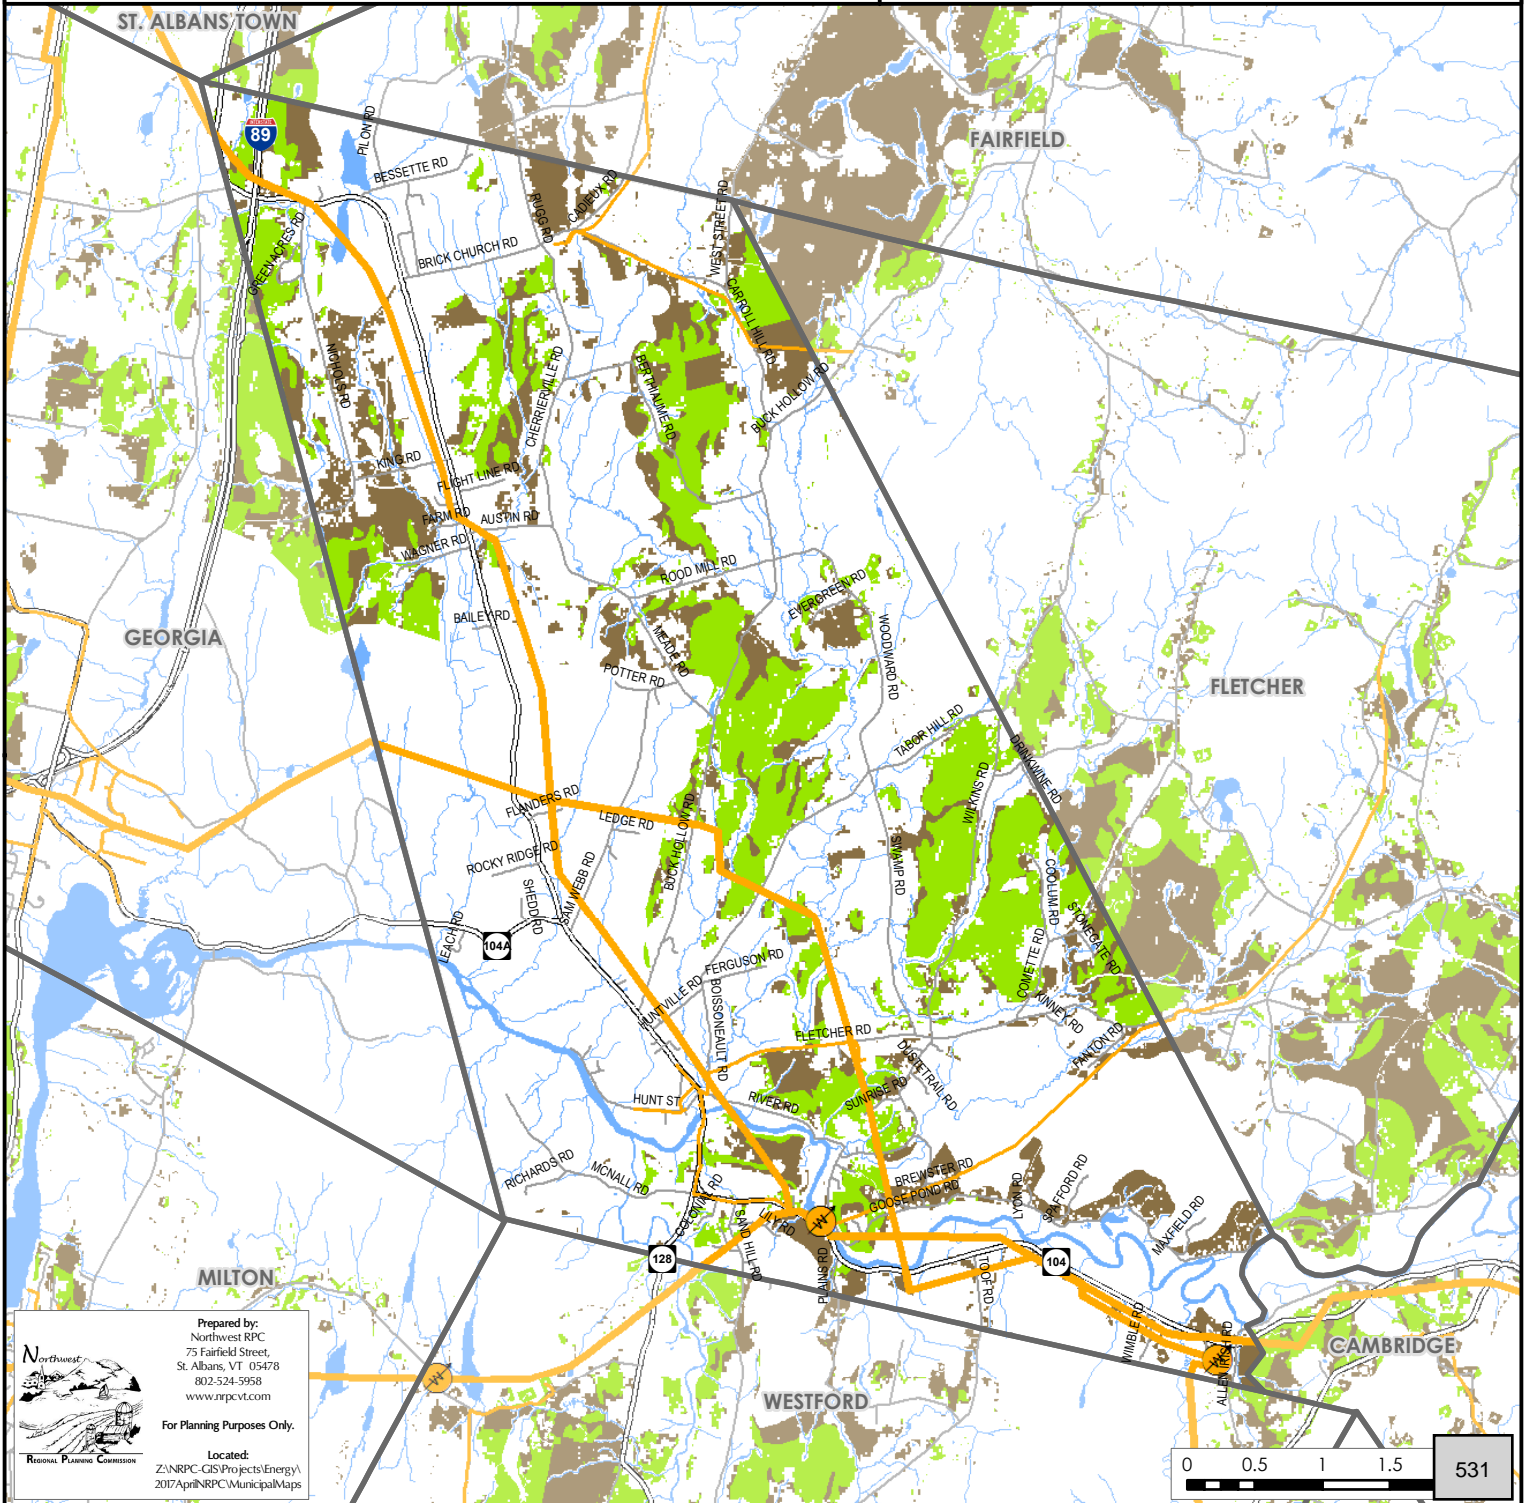 ST. ALBANS TOWN
FAIRFIELD
89
PILON RD
BESSETTE RD
RUGG RD
CADIEUX RD
WEST STREET RD
GREEN ACRES RD
BRICK CHURCH RD
CARROLL HILL RD
NICHOLS RD
CHERRIERVILLE RD
BERTHIAUME RD
BUCK HOLLOW RD
KING RD
FLIGHT LINE RD
FARM RD
AUSTIN RD
WAGNER RD
ROOD MILL RD
EVERGREEN RD
BAILEY RD
GEORGIA
MEADE RD
WOODWARD RD
POTTER RD
FLETCHER
TABOR HILL RD
DRINKWINE RD
WILKINS RD
FLANDERS RD
LEDGE RD
BUCK HOLLOW RD
ROCKY RIDGE RD
SWAMP RD
COOLUM RD
SHEDD RD
SAM WEBB RD
STONEGATE RD
LEACH RD
104A
FERGUSON RD
COMETTE RD
HUNTVILLE RD
BOISSONEAULT RD
KINNEY RD
FLETCHER RD
FANTON RD
DUSTE TRAIL RD
SUNRISE RD
HUNT ST
RIVER RD
RICHARDS RD
MCNALL RD
BREWSTER RD
GOOSE POND RD
LYON RD
SPAFFORD RD
COLONIAL RD
SAND HILL RD
LILY RD
W
MAXFIELD RD
128
PLAINS RD
TOOF RD
104
MILTON
WIMBLE RD
ALLEN IRISH RD
W
CAMBRIDGE
W
WESTFORD
Northwest
REGIONAL PLANNING COMMISSION
Prepared by:
Northwest RPC
75 Fairfield Street,
St. Albans, VT 05478
802-524-5958
www.nrpcvt.com
For Planning Purposes Only.
Located:
Z:\NRPC-GIS\Projects\Energy\
2017AprilNRPC\MunicipalMaps
0 0.5 1 1.5
531